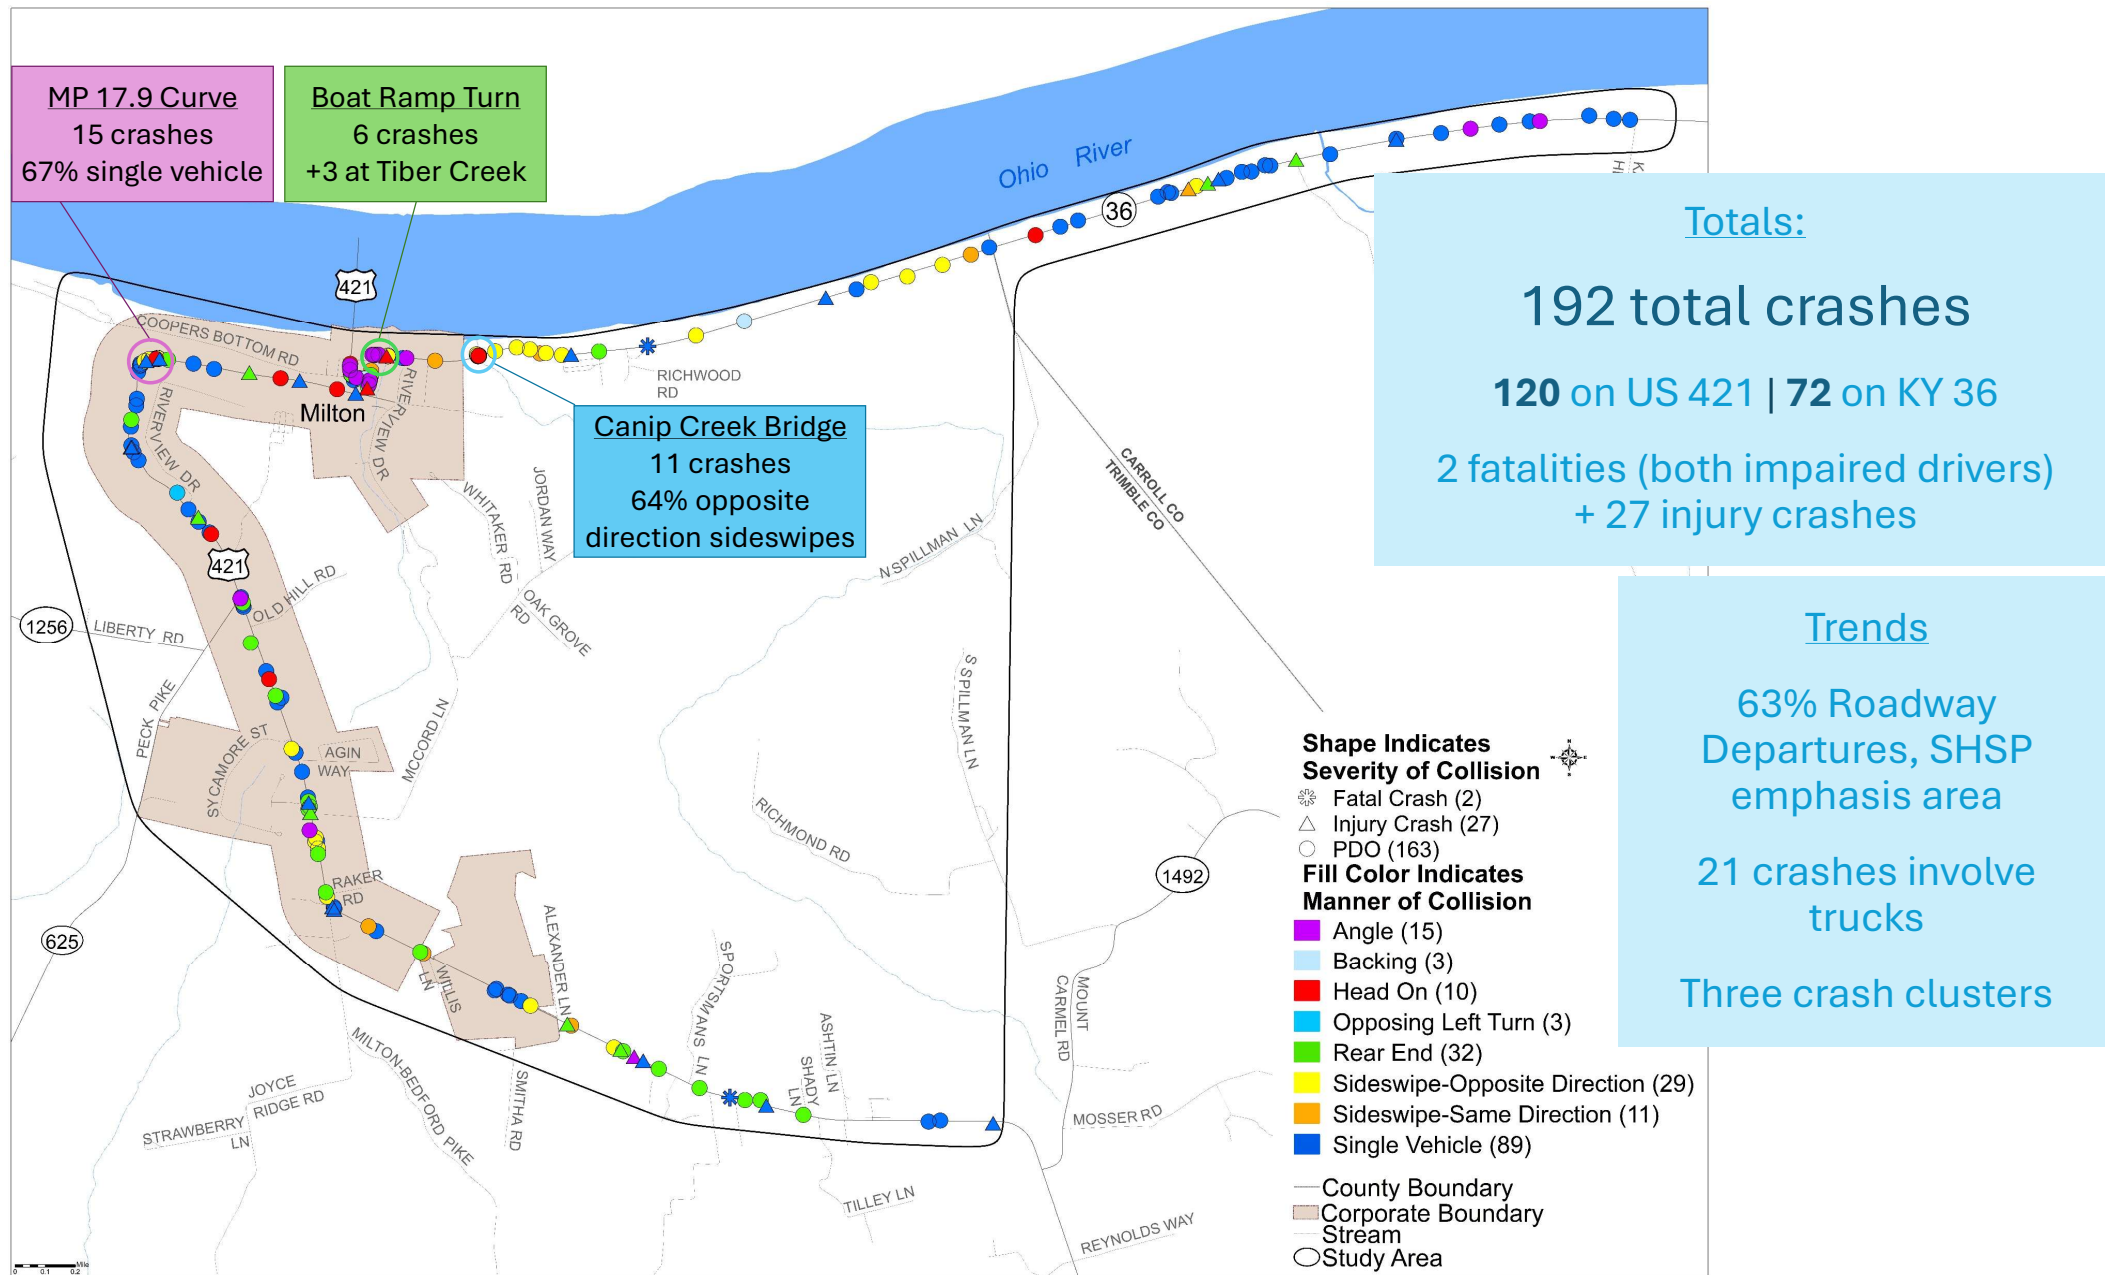 MP 17.9 Curve
15 crashes
67% single vehicle
Boat Ramp Turn
6 crashes
+3 at Tiber Creek
Ohio River
36
421
COOPERS BOTTOM RD
Milton
RIVERVIEW DR
RIVERVIEW DR
RICHWOOD
RD
Canip Creek Bridge
11 crashes
64% opposite
direction sideswipes
Totals:
192 total crashes
120 on US 421 | 72 on KY 36
2 fatalities (both impaired drivers)
+ 27 injury crashes
Trends
63% Roadway
Departures, SHSP
emphasis area
21 crashes involve
trucks
Three crash clusters
CARROLL CO
TRIMBLE CO
WHITAKER RD
JORDAN WAY
OAK GROVE
RD
N SPILLMAN LN
S SPILLMAN LN
421
OLD HILL RD
1256
LIBERTY RD
PECK PIKE
SYCAMORE ST
AGIN
WAY
MCCORD LN
RICHMOND RD
RAKER
RD
625
1492
WILLIS
LN
ALEXANDER LN
SPORTSMANS LN
ASHTIN LN
SHADY
LN
SMITHA RD
MILTON-BEDFORD PIKE
JOYCE
RIDGE RD
STRAWBERRY
LN
MOUNT
CARMEL RD
MOSSER RD
TILLEY LN
REYNOLDS WAY
Shape Indicates
Severity of Collision
Fatal Crash (2)
Injury Crash (27)
PDO (163)
Fill Color Indicates
Manner of Collision
Angle (15)
Backing (3)
Head On (10)
Opposing Left Turn (3)
Rear End (32)
Sideswipe-Opposite Direction (29)
Sideswipe-Same Direction (11)
Single Vehicle (89)
County Boundary
Corporate Boundary
Stream
Study Area
0 0.1 0.2 Mile